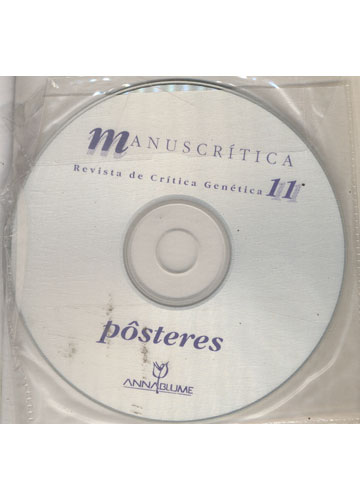 mANUSCRÍTICA
Revista de Crítica Genética 11
pôsteres
ANNABLUME